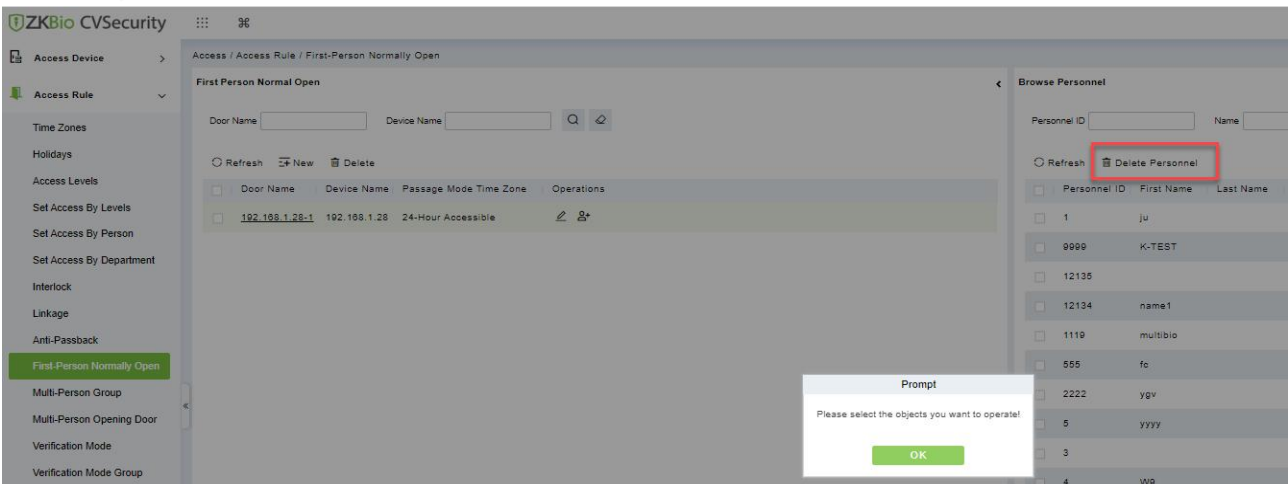 ZKBio CVSecurity
Access Device
Access Rule
Time Zones
Holidays
Access Levels
Set Access By Levels
Set Access By Person
Set Access By Department
Interlock
Linkage
Anti-Passback
First-Person Normally Open
Multi-Person Group
Multi-Person Opening Door
Verification Mode
Verification Mode Group
Access / Access Rule / First-Person Normally Open
First Person Normal Open
Door Name Device Name
Refresh New Delete
Door Name Device Name Passage Mode Time Zone Operations
192.168.1.28-1 192.168.1.28 24-Hour Accessible
Browse Personnel
Personnel ID Name
Refresh Delete Personnel
Personnel ID First Name Last Name
1 ju
9999 K-TEST
12135
12134 name1
1119 multibio
555 fc
2222 ygv
5 yyyy
3
4 W9
Prompt
Please select the objects you want to operate!
OK